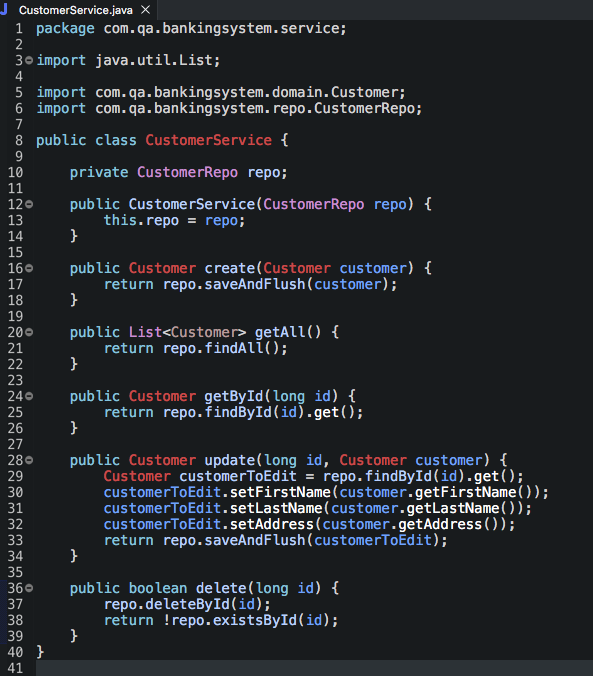 CustomerService.java
1 package com.qa.bankingsystem.service;
2
3 import java.util.List;
4
5 import com.qa.bankingsystem.domain.Customer;
6 import com.qa.bankingsystem.repo.CustomerRepo;
7
8 public class CustomerService {
9
10     private CustomerRepo repo;
11
12     public CustomerService(CustomerRepo repo) {
13         this.repo = repo;
14     }
15
16     public Customer create(Customer customer) {
17         return repo.saveAndFlush(customer);
18     }
19
20     public List<Customer> getAll() {
21         return repo.findAll();
22     }
23
24     public Customer getById(long id) {
25         return repo.findById(id).get();
26     }
27
28     public Customer update(long id, Customer customer) {
29         Customer customerToEdit = repo.findById(id).get();
30         customerToEdit.setFirstName(customer.getFirstName());
31         customerToEdit.setLastName(customer.getLastName());
32         customerToEdit.setAddress(customer.getAddress());
33         return repo.saveAndFlush(customerToEdit);
34     }
35
36     public boolean delete(long id) {
37         repo.deleteById(id);
38         return !repo.existsById(id);
39     }
40 }
41